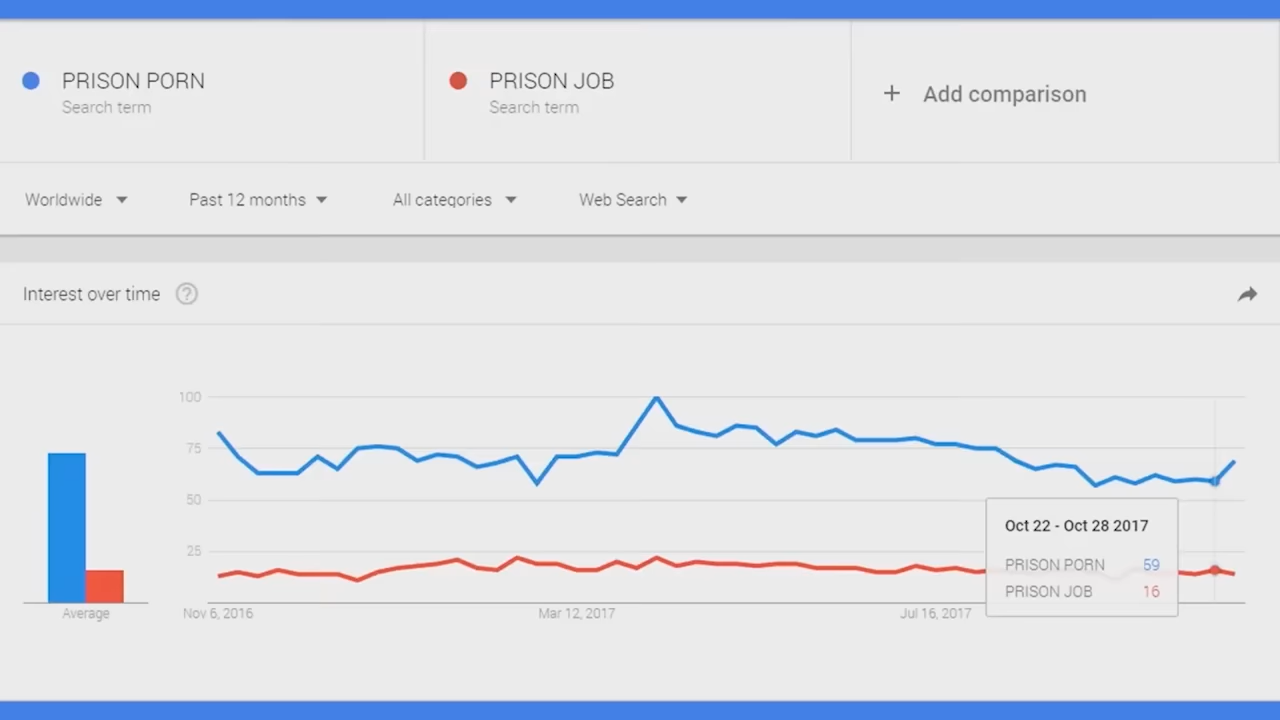 PRISON PORN
Search term
PRISON JOB
Search term
+ Add comparison
Worldwide
Past 12 months
All categories
Web Search
Interest over time ?
100
75
50
25
Average
Nov 6, 2016
Mar 12, 2017
Jul 16, 2017
Oct 22 - Oct 28 2017
PRISON PORN 59
PRISON JOB 16